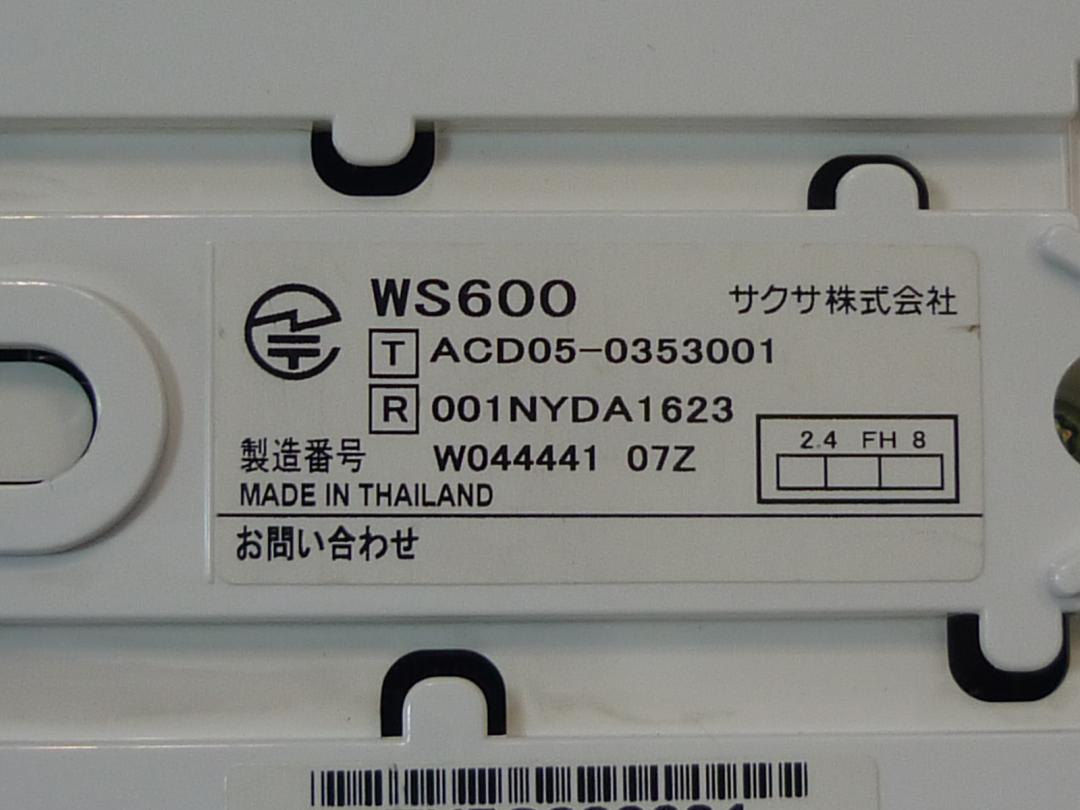 WS600
サクサ株式会社
T ACD05-0353001
R 001NYDA1623
2.4 FH 8
製造番号 W044441 07Z
MADE IN THAILAND
お問い合わせ